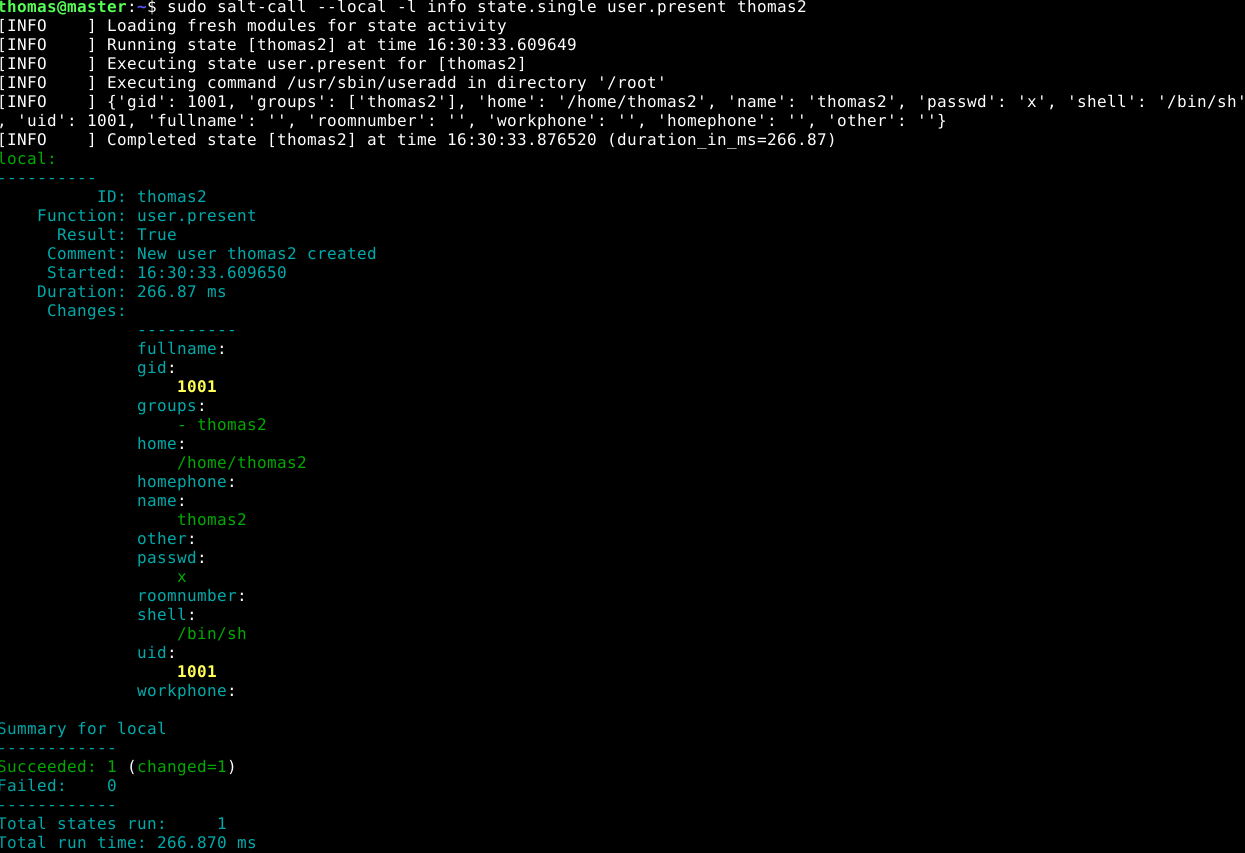 thomas@master:~$ sudo salt-call --local -l info state.single user.present thomas2
[INFO    ] Loading fresh modules for state activity
[INFO    ] Running state [thomas2] at time 16:30:33.609649
[INFO    ] Executing state user.present for [thomas2]
[INFO    ] Executing command /usr/sbin/useradd in directory '/root'
[INFO    ] {'gid': 1001, 'groups': ['thomas2'], 'home': '/home/thomas2', 'name': 'thomas2', 'passwd': 'x', 'shell': '/bin/sh'
, 'uid': 1001, 'fullname': '', 'roomnumber': '', 'workphone': '', 'homephone': '', 'other': ''}
[INFO    ] Completed state [thomas2] at time 16:30:33.876520 (duration_in_ms=266.87)
local:
----------
          ID: thomas2
    Function: user.present
      Result: True
     Comment: New user thomas2 created
     Started: 16:30:33.609650
    Duration: 266.87 ms
     Changes:
              ----------
              fullname:
              gid:
                  1001
              groups:
                  - thomas2
              home:
                  /home/thomas2
              homephone:
              name:
                  thomas2
              other:
              passwd:
                  x
              roomnumber:
              shell:
                  /bin/sh
              uid:
                  1001
              workphone:

Summary for local
------------
Succeeded: 1 (changed=1)
Failed:    0
------------
Total states run:     1
Total run time: 266.870 ms